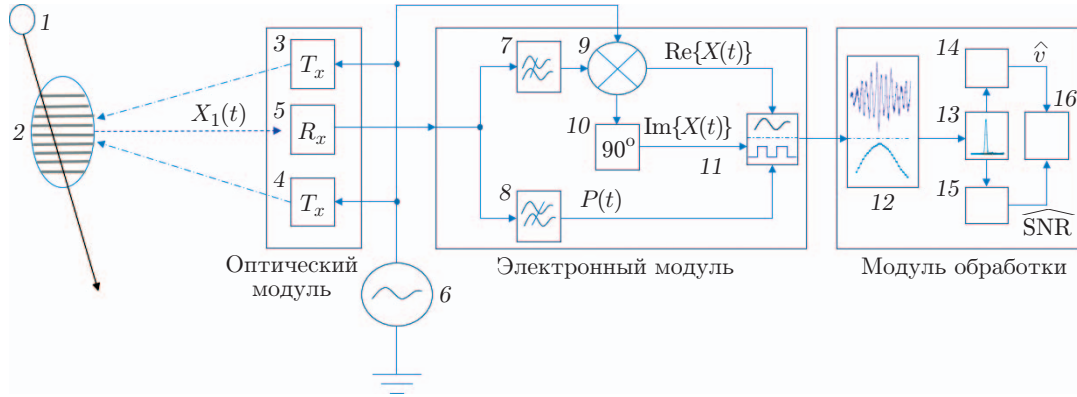 1
2
X₁(t)
3
Tₓ
5
Rₓ
4
Tₓ
Оптический
модуль
6
7
8
9
Re{X(t)}
10
90°
Im{X(t)}
11
P(t)
Электронный модуль
12
14
13
15
v̂
16
\widehat{SNR}
Модуль обработки